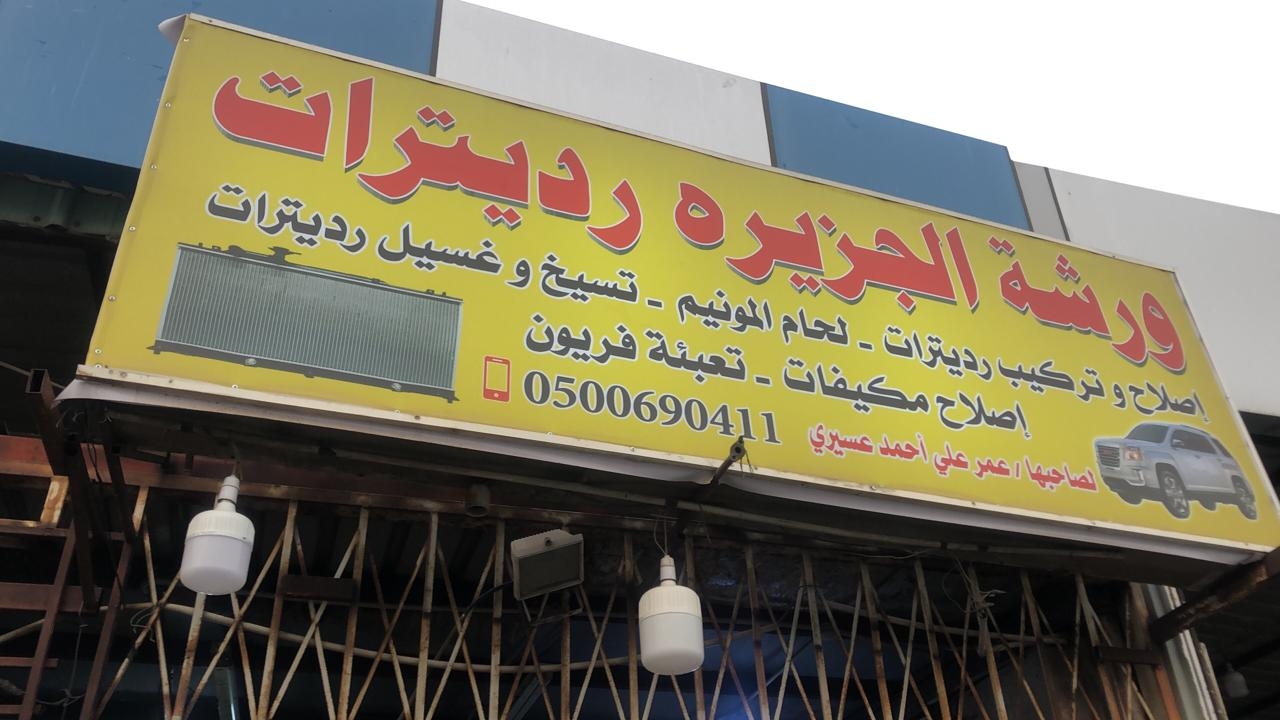 ورشة الجزيره رديترات
إصلاح و تركيب رديترات ـ لحام المونيم ـ تسيخ و غسيل رديترات
إصلاح مكيفات ـ تعبئة فريون
لصاحبها / عمر علي أحمد عسيري 0500690411